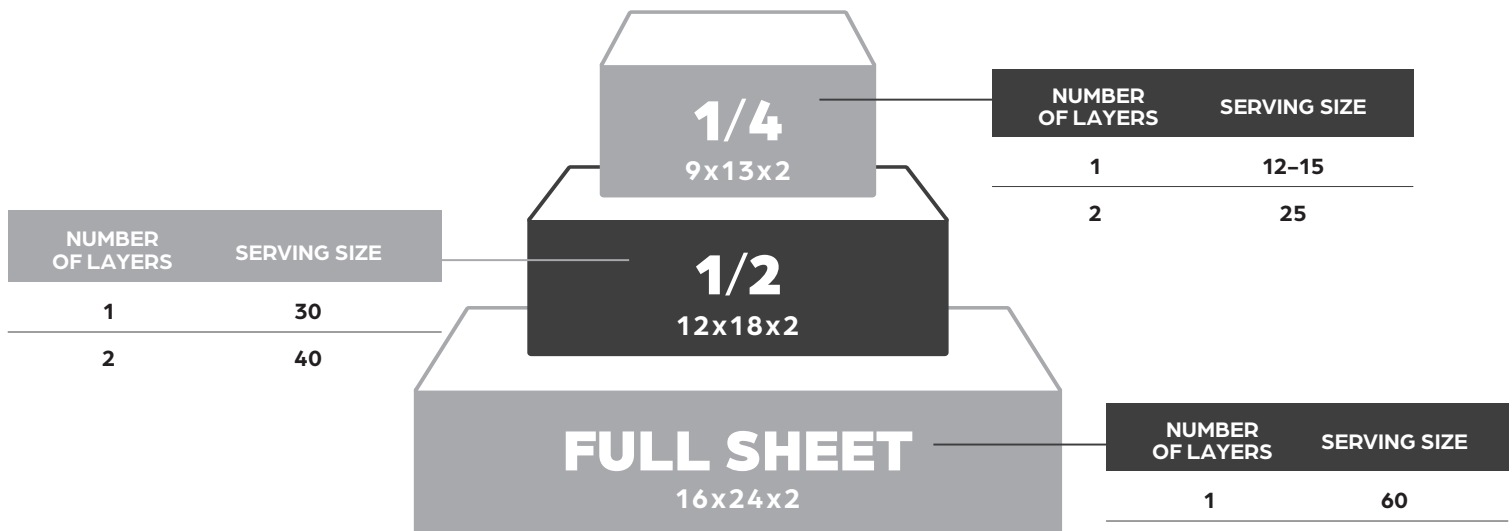 1/4
9x13x2
NUMBER
OF LAYERS
SERVING SIZE
1 12–15
2 25
NUMBER
OF LAYERS
SERVING SIZE
1 30
2 40
1/2
12x18x2
FULL SHEET
16x24x2
NUMBER
OF LAYERS
SERVING SIZE
1 60